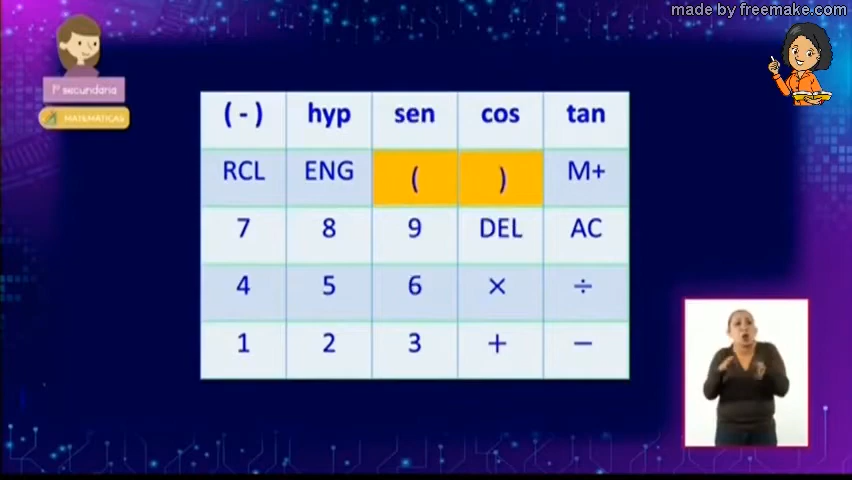 made by freemake.com
1° secundaria
MATEMÁTICAS
(-) hyp sen cos tan
RCL ENG ( ) M+
7 8 9 DEL AC
4 5 6 × ÷
1 2 3 + −